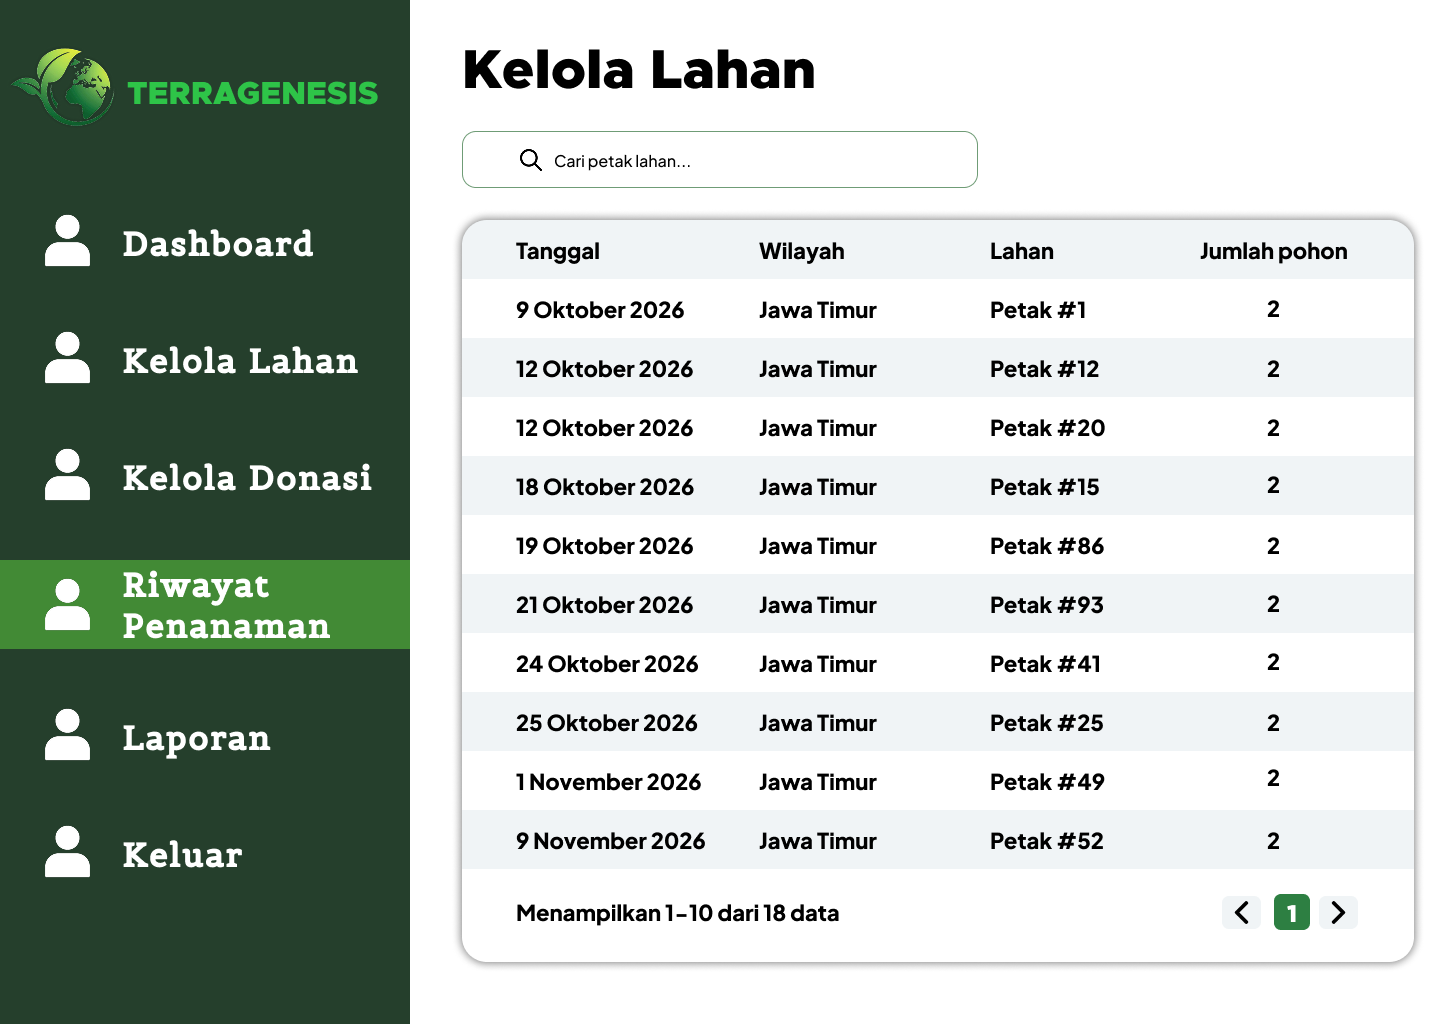 TERRAGENESIS
Dashboard
Kelola Lahan
Kelola Donasi
Riwayat
Penanaman
Laporan
Keluar
Kelola Lahan
Cari petak lahan...
Tanggal Wilayah Lahan Jumlah pohon
9 Oktober 2026 Jawa Timur Petak #1 2
12 Oktober 2026 Jawa Timur Petak #12 2
12 Oktober 2026 Jawa Timur Petak #20 2
18 Oktober 2026 Jawa Timur Petak #15 2
19 Oktober 2026 Jawa Timur Petak #86 2
21 Oktober 2026 Jawa Timur Petak #93 2
24 Oktober 2026 Jawa Timur Petak #41 2
25 Oktober 2026 Jawa Timur Petak #25 2
1 November 2026 Jawa Timur Petak #49 2
9 November 2026 Jawa Timur Petak #52 2
Menampilkan 1-10 dari 18 data 1